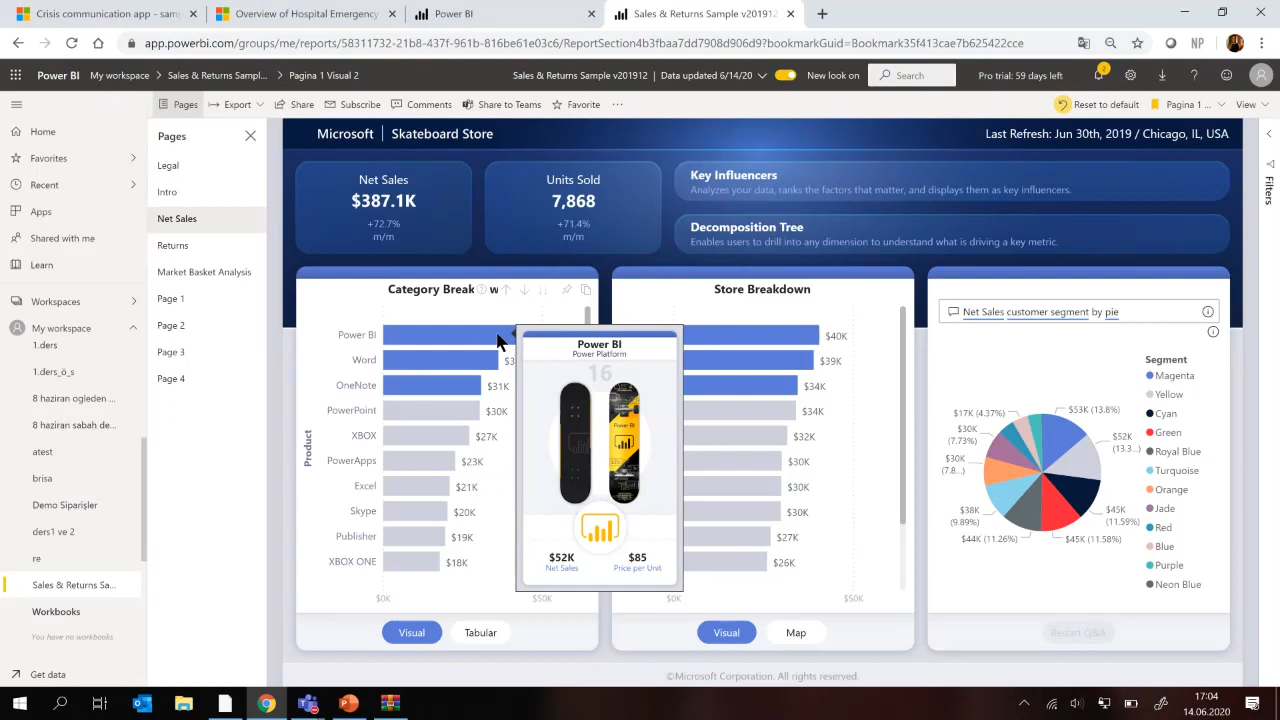 Crisis communication app - samp
Overview of Hospital Emergency
Power BI
Sales & Returns Sample v201912
app.powerbi.com/groups/me/reports/58311732-21b8-437f-961b-816be61e03c6/ReportSection4b3fbaa7dd7908d906d9?bookmarkGuid=Bookmark35f413cae7b625422cce
NP
Power BI
My workspace
Sales & Returns Sampl...
Pagina 1 Visual 2
Sales & Returns Sample v201912
Data updated 6/14/20
New look on
Search
Pro trial: 59 days left
2
Pages
Export
Share
Subscribe
Comments
Share to Teams
Favorite
Reset to default
Pagina 1 ...
View
Home
Favorites
Recent
Apps
Shared with me
Learn
Workspaces
My workspace
1.ders
1.ders_ö_s
8 haziran ogleden ...
8 haziran sabah de...
atest
brisa
Demo Siparişler
ders1 ve 2
re
Sales & Returns Sa...
Workbooks
You have no workbooks
Get data
Pages
Legal
Intro
Net Sales
Returns
Market Basket Analysis
Page 1
Page 2
Page 3
Page 4
Microsoft
Skateboard Store
Last Refresh: Jun 30th, 2019 / Chicago, IL, USA
Net Sales
$387.1K
+72.7%
m/m
Units Sold
7,868
+71.4%
m/m
Key Influencers
Analyzes your data, ranks the factors that matter, and displays them as key influencers.
Decomposition Tree
Enables users to drill into any dimension to understand what is driving a key metric.
Category Break
w
Product
Power BI
Word
$3
OneNote
$31K
PowerPoint
$30K
XBOX
$27K
PowerApps
$23K
Excel
$21K
Skype
$20K
Publisher
$19K
XBOX ONE
$18K
$0K
$50K
Visual
Tabular
Power BI
Power Platform
16
Power BI
$52K
Net Sales
$85
Price per Unit
Store Breakdown
$40K
$39K
$34K
$34K
$32K
$30K
$30K
$30K
$27K
$26K
$0K
$50K
Visual
Map
Net Sales customer segment by pie
$53K (13.8%)
$52K
(13.3...)
$45K
(11.59%)
$45K (11.58%)
$44K (11.26%)
$38K
(9.89%)
$30K
(7.8...)
$30K
(7.73%)
$17K (4.37%)
Segment
Magenta
Yellow
Cyan
Green
Royal Blue
Turquoise
Orange
Jade
Red
Blue
Purple
Neon Blue
Restart Q&A
Filters
©Microsoft Corporation. All rights reserved.
17:04
14.06.2020